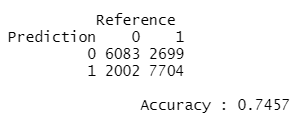 Reference
Prediction 0 1
0 6083 2699
1 2002 7704
Accuracy : 0.7457